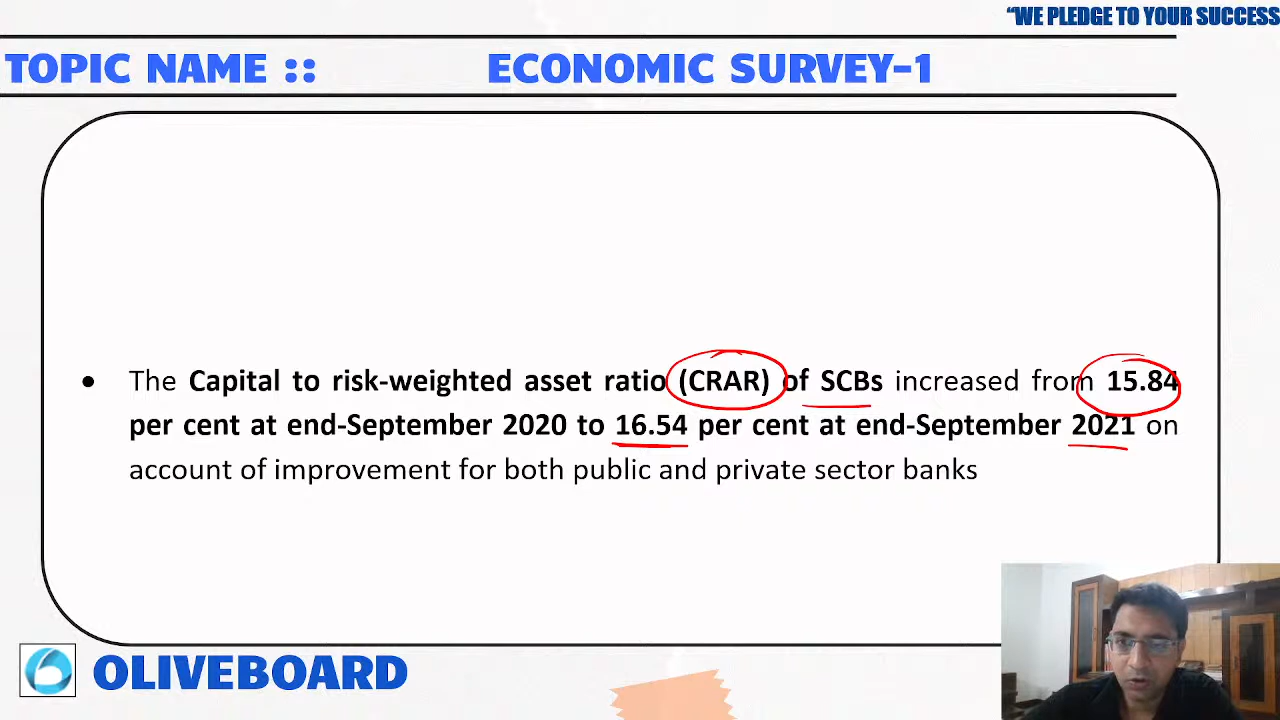 “WE PLEDGE TO YOUR SUCCESS
TOPIC NAME :: ECONOMIC SURVEY-1
• The Capital to risk-weighted asset ratio (CRAR) of SCBs increased from 15.84
per cent at end-September 2020 to 16.54 per cent at end-September 2021 on
account of improvement for both public and private sector banks
OLIVEBOARD